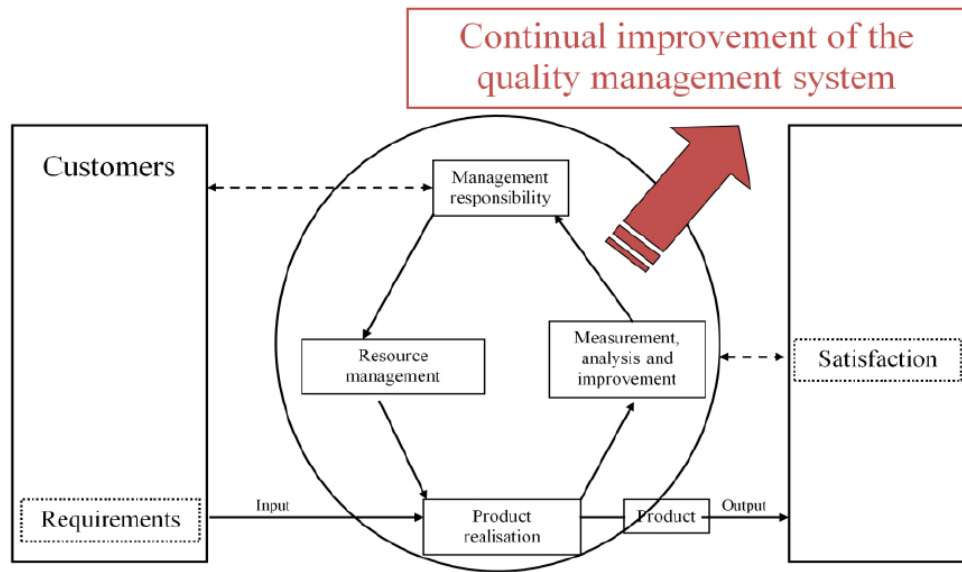 Continual improvement of the
quality management system
Customers
Management
responsibility
Resource
management
Measurement,
analysis and
improvement
Satisfaction
Requirements
Input
Product
realisation
Product
Output